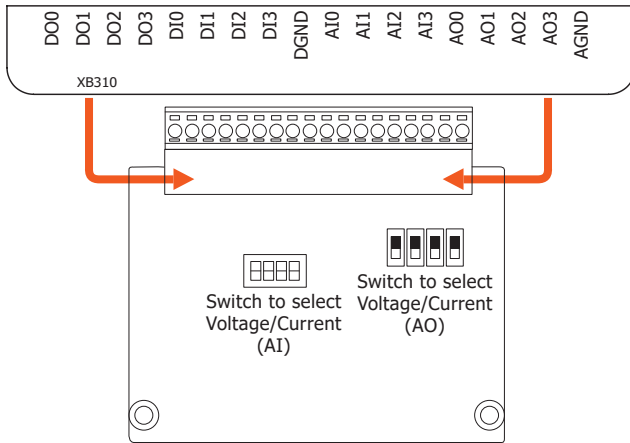 DO0 DO1 DO2 DO3 DI0 DI1 DI2 DI3 DGND AI0 AI1 AI2 AI3 AO0 AO1 AO2 AO3 AGND
XB310
Switch to select
Voltage/Current
(AI)
Switch to select
Voltage/Current
(AO)